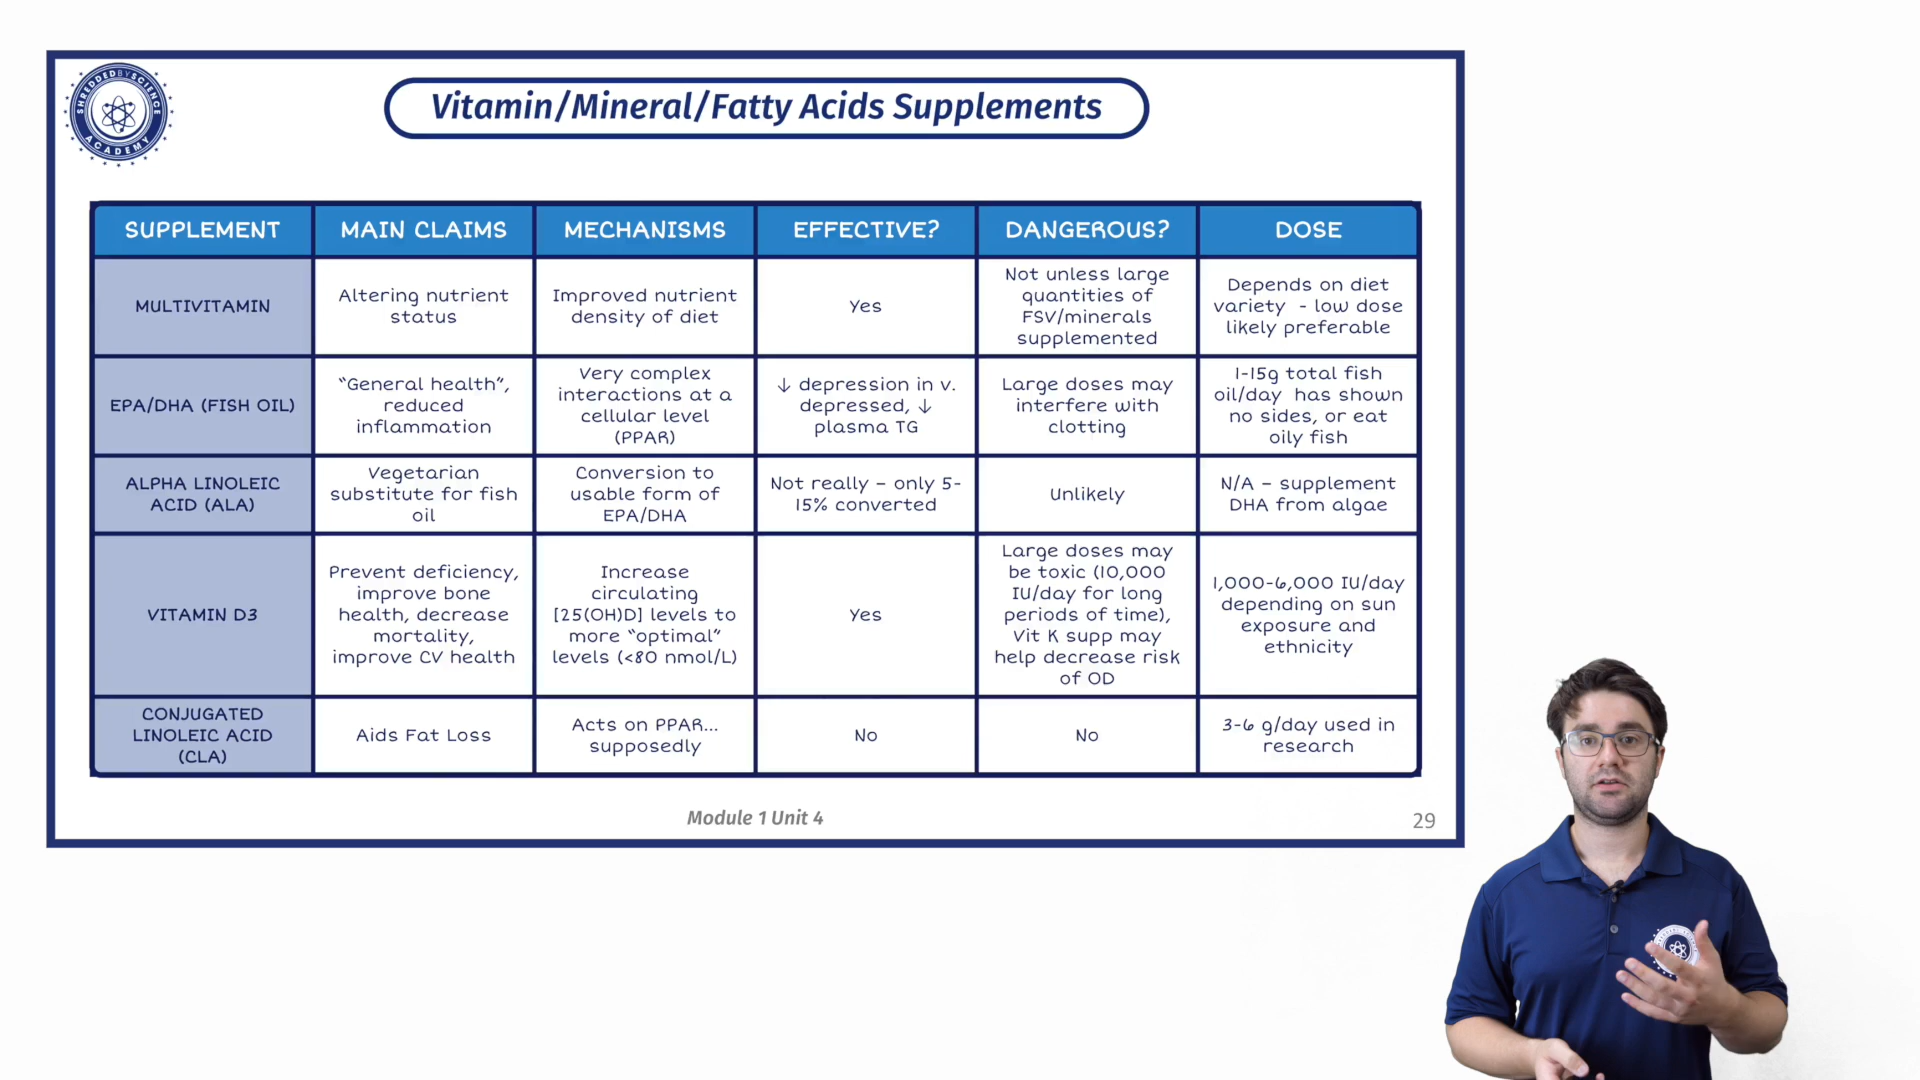 SHREDDEDBYSCIENCE
ACADEMY
Vitamin/Mineral/Fatty Acids Supplements
SUPPLEMENT
MAIN CLAIMS
MECHANISMS
EFFECTIVE?
DANGEROUS?
DOSE
MULTIVITAMIN
Altering nutrient
status
Improved nutrient
density of diet
Yes
Not unless large
quantities of
FSV/minerals
supplemented
Depends on diet
variety - low dose
likely preferable
EPA/DHA (FISH OIL)
“General health”,
reduced
inflammation
Very complex
interactions at a
cellular level
(PPAR)
↓ depression in v.
depressed, ↓
plasma TG
Large doses may
interfere with
clotting
1-15g total fish
oil/day has shown
no sides, or eat
oily fish
ALPHA LINOLEIC
ACID (ALA)
Vegetarian
substitute for fish
oil
Conversion to
usable form of
EPA/DHA
Not really – only 5-
15% converted
Unlikely
N/A – supplement
DHA from algae
VITAMIN D3
Prevent deficiency,
improve bone
health, decrease
mortality,
improve CV health
Increase
circulating
[25(OH)D] levels to
more “optimal”
levels (<80 nmol/L)
Yes
Large doses may
be toxic (10,000
IU/day for long
periods of time),
Vit K supp may
help decrease risk
of OD
1,000-6,000 IU/day
depending on sun
exposure and
ethnicity
CONJUGATED
LINOLEIC ACID
(CLA)
Aids Fat Loss
Acts on PPAR...
supposedly
No
No
3-6 g/day used in
research
Module 1 Unit 4
29